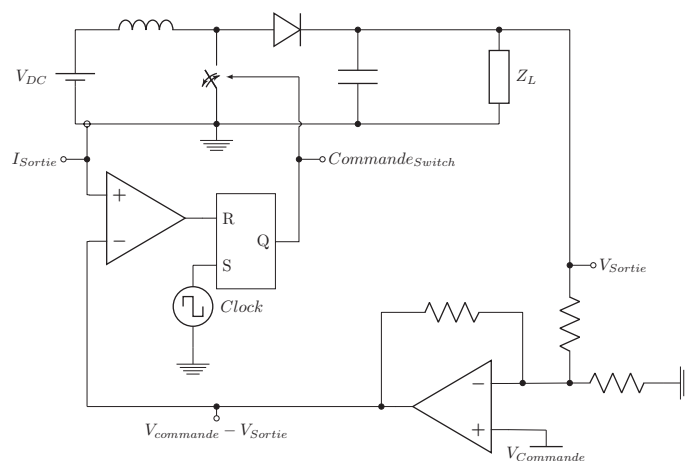 V_DC
Z_L
I_Sortie
Commande_Switch
+
−
R
Q
S
V_Sortie
Clock
−
+
V_commande − V_Sortie
V_Commande